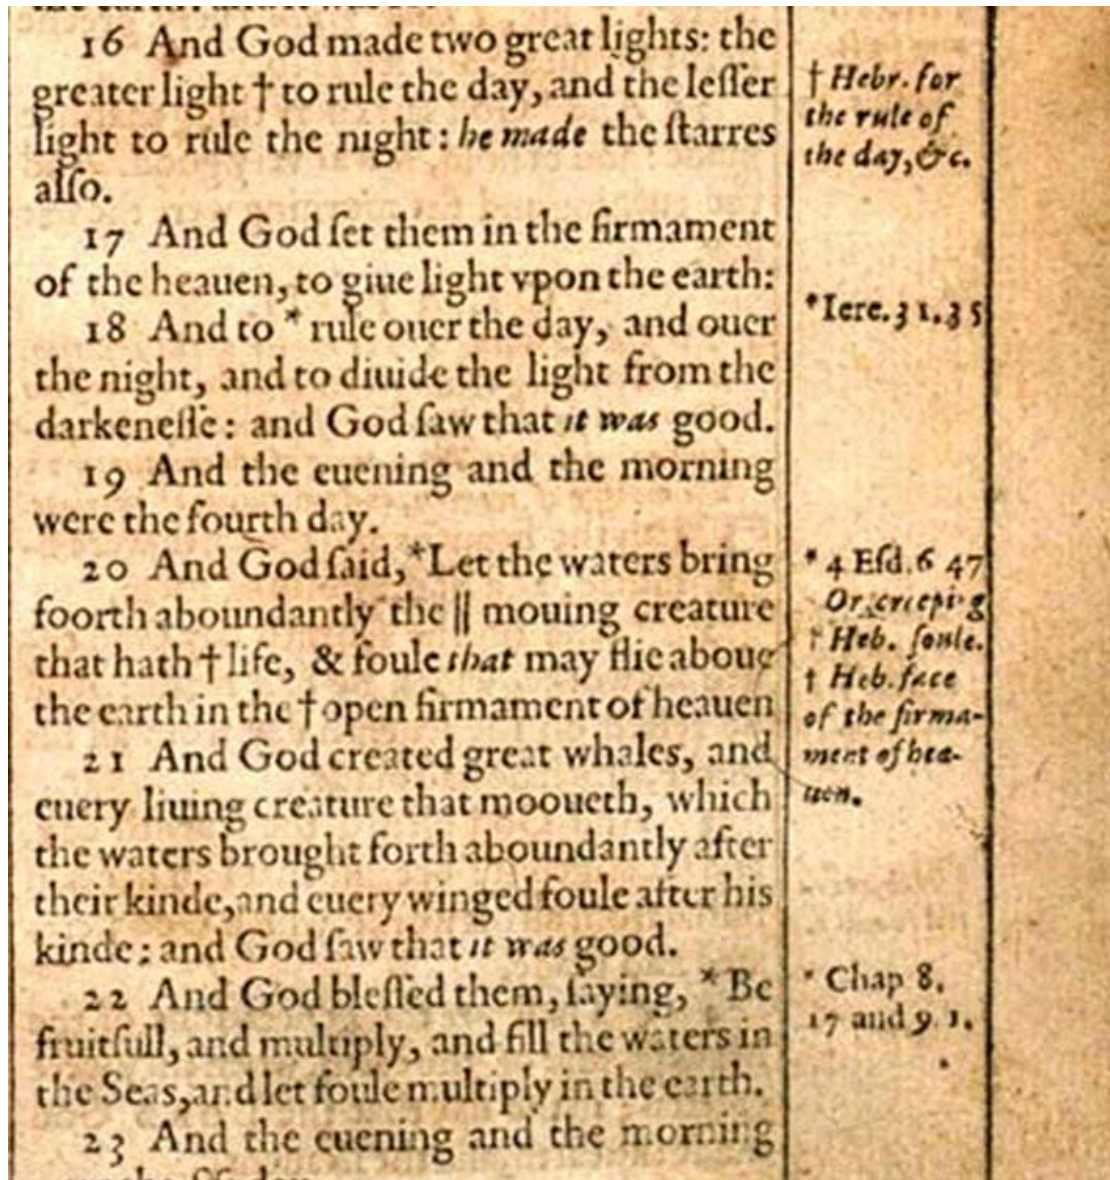 16 And God made two great lights: the
greater light † to rule the day, and the leſſer
light to rule the night: he made the ſtarres
alſo.
17 And God ſet them in the firmament
of the heauen, to giue light vpon the earth:
18 And to * rule ouer the day, and ouer
the night, and to diuide the light from the
darkeneſſe: and God ſaw that it was good.
19 And the euening and the morning
were the fourth day.
20 And God ſaid, *Let the waters bring
foorth aboundantly the || mouing creature
that hath † life, & foule that may flie aboue
the earth in the † open firmament of heauen
21 And God created great whales, and
euery liuing creature that mooueth, which
the waters brought forth aboundantly after
their kinde, and euery winged foule after his
kinde; and God ſaw that it was good.
22 And God bleſſed them, ſaying, *Be
fruitfull, and multiply, and fill the waters in
the Seas, and let foule multiply in the earth.
23 And the euening and the morning
† Hebr. for
the rule of
the day, &c.
*Iere. 31.35
* 4 Eſd. 6 47
Or, creeping
† Heb. ſoule.
† Heb. face
of the firma-
ment of hea-
uen.
* Chap 8.
17 and 9. 1.